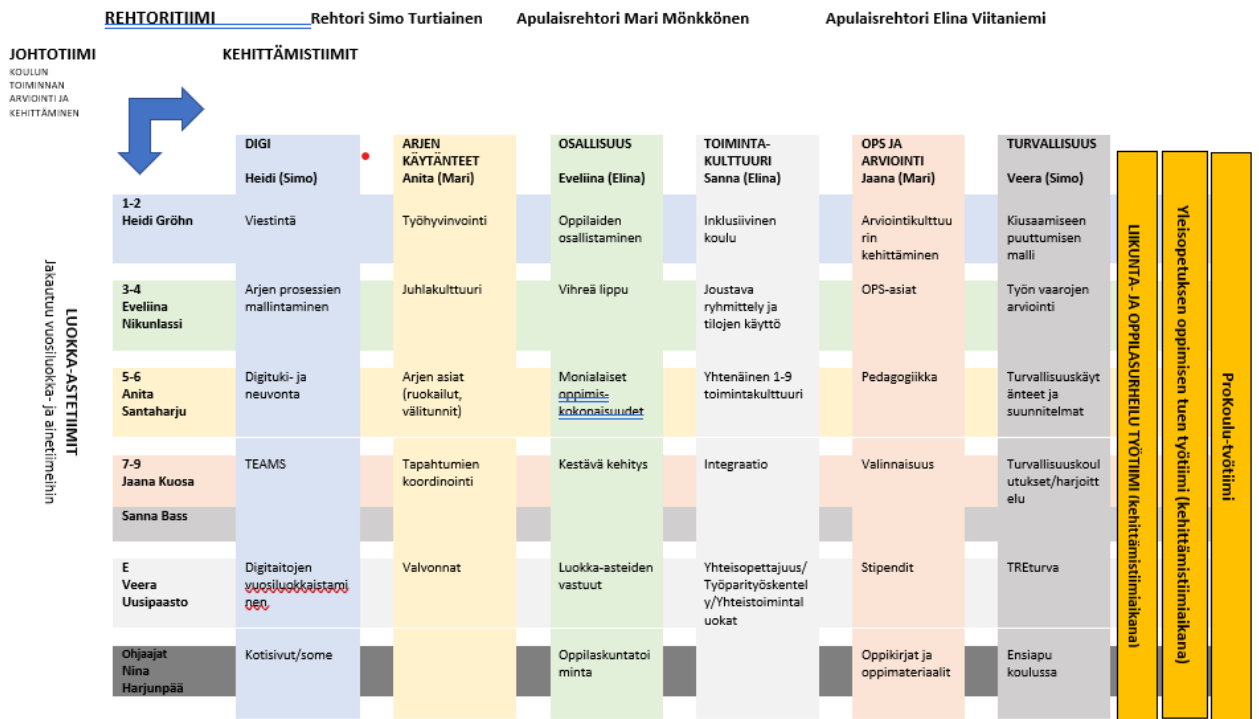 REHTORITIIMI Rehtori Simo Turtiainen Apulaisrehtori Mari Mönkkönen Apulaisrehtori Elina Viitaniemi
JOHTOTIIMI
KOULUN
TOIMINNAN
ARVIOINTI JA
KEHITTÄMINEN
KEHITTÄMISTIIMIT
DIGI
Heidi (Simo)
ARJEN
KÄYTÄNTEET
Anita (Mari)
OSALLISUUS
Eveliina (Elina)
TOIMINTA-
KULTTUURI
Sanna (Elina)
OPS JA
ARVIOINTI
Jaana (Mari)
TURVALLISUUS
Veera (Simo)
LUOKKA-ASTETIIMIT
Jakautuu vuosiluokka- ja ainetiimeihin
1-2
Heidi Gröhn
Viestintä
Työhyvinvointi
Oppilaiden
osallistaminen
Inklusiivinen
koulu
Arviointikulttuu
rin
kehittäminen
Kiusaamiseen
puuttumisen
malli
3-4
Eveliina
Nikunlassi
Arjen prosessien
mallintaminen
Juhlakulttuuri
Vihreä lippu
Joustava
ryhmittely ja
tilojen käyttö
OPS-asiat
Työn vaarojen
arviointi
5-6
Anita
Santaharju
Digituki- ja
neuvonta
Arjen asiat
(ruokailut,
välitunnit)
Monialaiset
oppimis-
kokonaisuudet
Yhtenäinen 1-9
toimintakulttuuri
Pedagogiikka
Turvallisuuskäyt
änteet ja
suunnitelmat
7-9
Jaana Kuosa
TEAMS
Tapahtumien
koordinointi
Kestävä kehitys
Integraatio
Valinnaisuus
Turvallisuuskoul
utukset/harjoitt
elu
Sanna Bass
E
Veera
Uusipaasto
Digitaitojen
vuosiluokkaistami
nen
Valvonnat
Luokka-asteiden
vastuut
Yhteisopettajuus/
Työparityöskentel
y/Yhteistoimintal
uokat
Stipendit
TREturva
Ohjaajat
Nina
Harjunpää
Kotisivut/some
Oppilaskuntatoi
minta
Oppikirjat ja
oppimateriaalit
Ensiapu
koulussa
LIIKUNTA- JA OPPILASURHEILU TYÖTIIMI (kehittämistiimiaikana)
Yleisopetuksen oppimisen tuen työtiimi (kehittämistiimiaikana)
ProKoulu-työtiimi